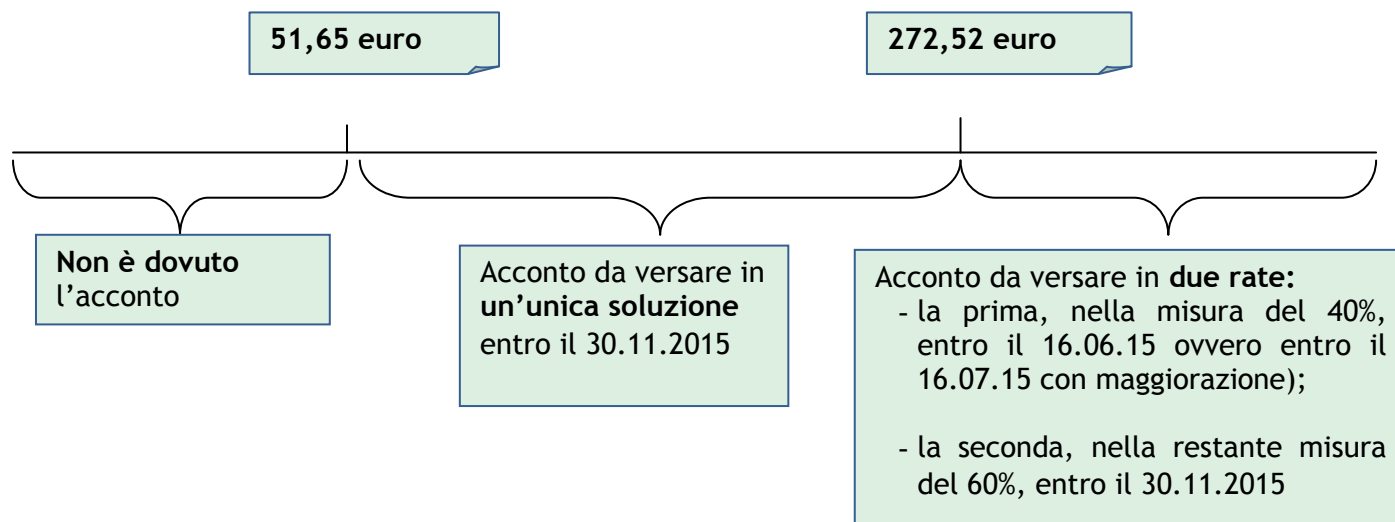 51,65 euro
272,52 euro
Non è dovuto
l’acconto
Acconto da versare in
un’unica soluzione
entro il 30.11.2015
Acconto da versare in due rate:
- la prima, nella misura del 40%,
entro il 16.06.15 ovvero entro il
16.07.15 con maggiorazione);
- la seconda, nella restante misura
del 60%, entro il 30.11.2015